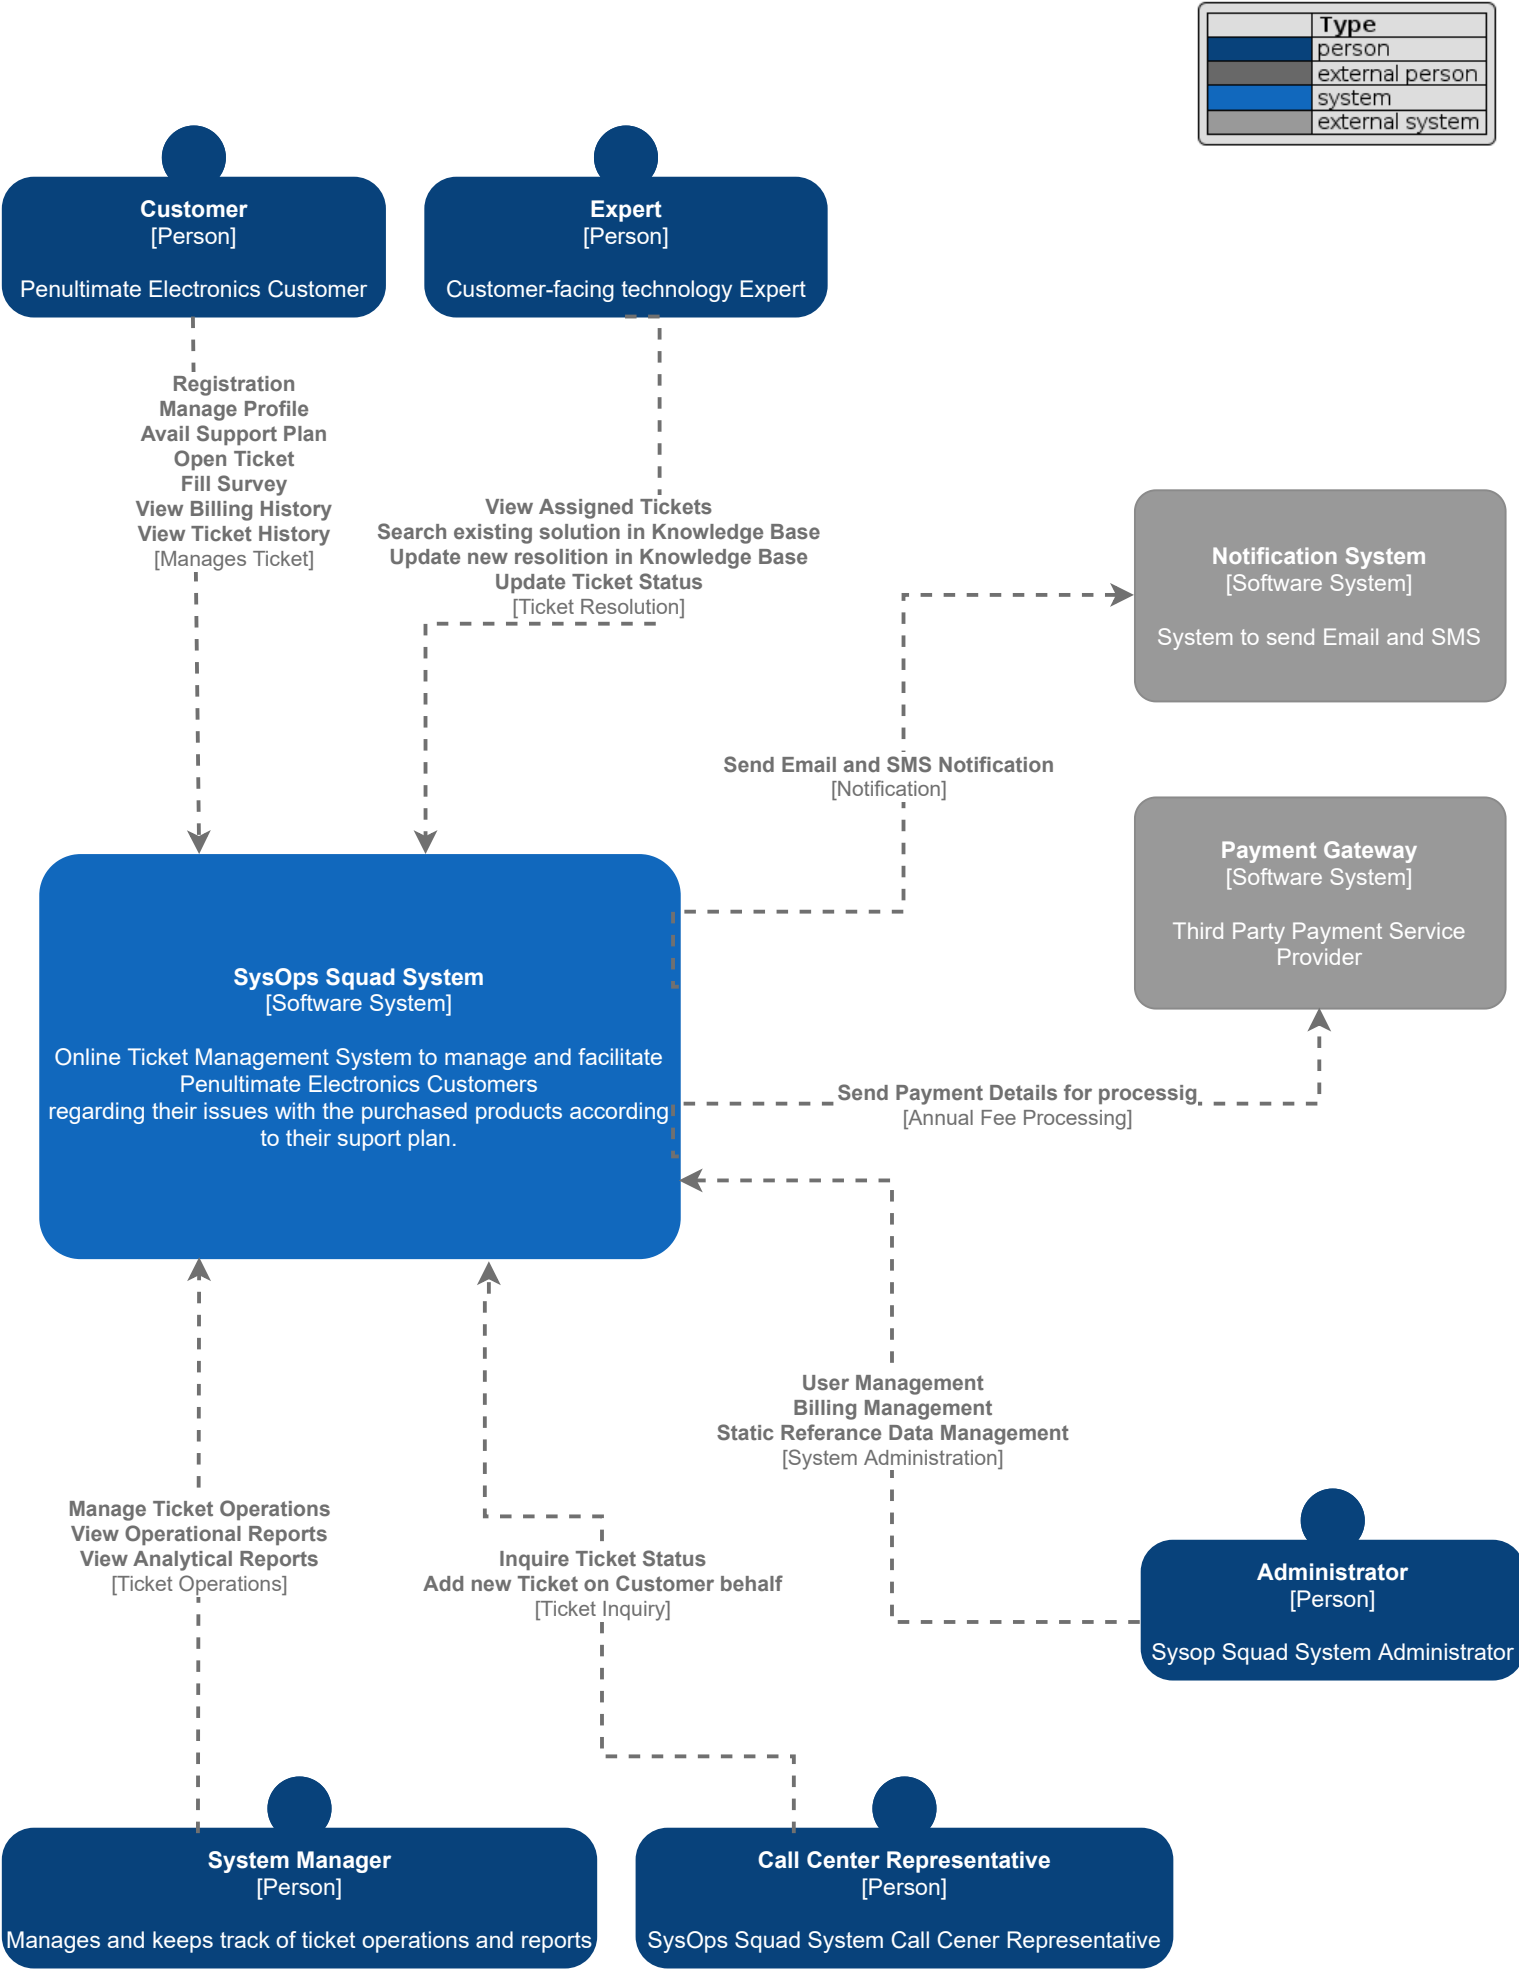 Type
person
external person
system
external system
Customer
[Person]
Penultimate Electronics Customer
Expert
[Person]
Customer-facing technology Expert
Registration
Manage Profile
Avail Support Plan
Open Ticket
Fill Survey
View Billing History
View Ticket History
[Manages Ticket]
View Assigned Tickets
Search existing solution in Knowledge Base
Update new resolition in Knowledge Base
Update Ticket Status
[Ticket Resolution]
Notification System
[Software System]
System to send Email and SMS
Send Email and SMS Notification
[Notification]
Payment Gateway
[Software System]
Third Party Payment Service
Provider
SysOps Squad System
[Software System]
Online Ticket Management System to manage and facilitate
Penultimate Electronics Customers
regarding their issues with the purchased products according
to their suport plan.
Send Payment Details for processig
[Annual Fee Processing]
User Management
Billing Management
Static Referance Data Management
[System Administration]
Manage Ticket Operations
View Operational Reports
View Analytical Reports
[Ticket Operations]
Inquire Ticket Status
Add new Ticket on Customer behalf
[Ticket Inquiry]
Administrator
[Person]
Sysop Squad System Administrator
System Manager
[Person]
Manages and keeps track of ticket operations and reports
Call Center Representative
[Person]
SysOps Squad System Call Cener Representative